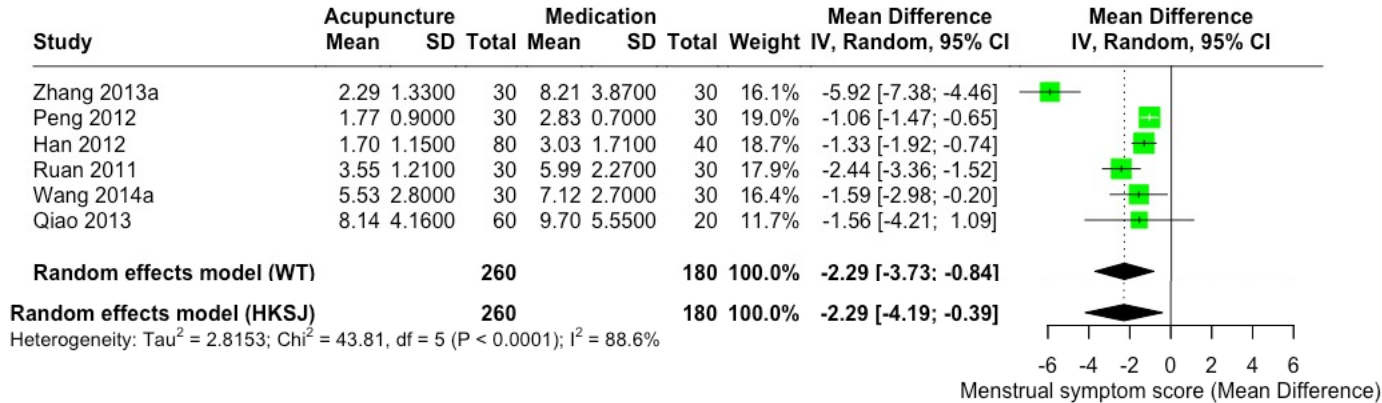 Acupuncture Medication Mean Difference Mean Difference
Study Mean SD Total Mean SD Total Weight IV, Random, 95% CI IV, Random, 95% CI
Zhang 2013a 2.29 1.3300 30 8.21 3.8700 30 16.1% -5.92 [-7.38; -4.46]
Peng 2012 1.77 0.9000 30 2.83 0.7000 30 19.0% -1.06 [-1.47; -0.65]
Han 2012 1.70 1.1500 80 3.03 1.7100 40 18.7% -1.33 [-1.92; -0.74]
Ruan 2011 3.55 1.2100 30 5.99 2.2700 30 17.9% -2.44 [-3.36; -1.52]
Wang 2014a 5.53 2.8000 30 7.12 2.7000 30 16.4% -1.59 [-2.98; -0.20]
Qiao 2013 8.14 4.1600 60 9.70 5.5500 20 11.7% -1.56 [-4.21; 1.09]
Random effects model (WT) 260 180 100.0% -2.29 [-3.73; -0.84]
Random effects model (HKSJ) 260 180 100.0% -2.29 [-4.19; -0.39]
Heterogeneity: Tau² = 2.8153; Chi² = 43.81, df = 5 (P < 0.0001); I² = 88.6%
-6 -4 -2 0 2 4 6
Menstrual symptom score (Mean Difference)